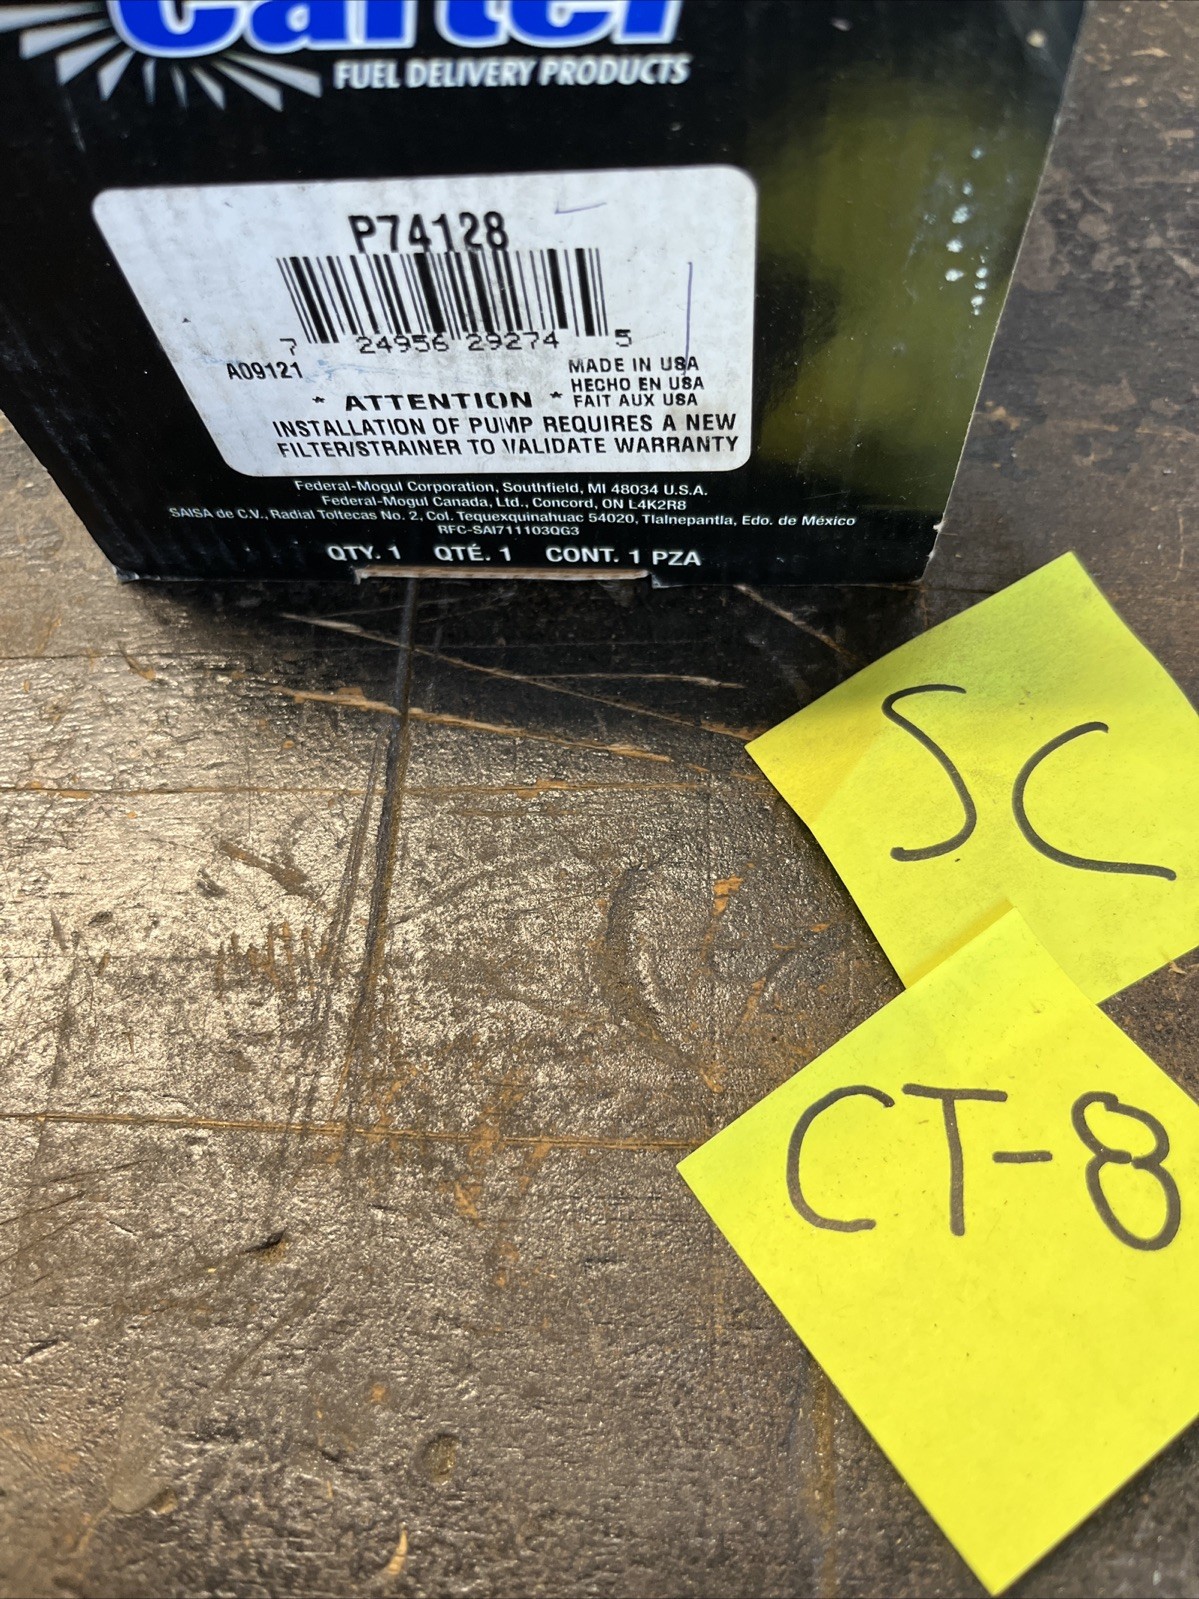 Carter
FUEL DELIVERY PRODUCTS
P74128
7 24956 29274 5
A09121
MADE IN USA
HECHO EN USA
FAIT AUX USA
* ATTENTION *
INSTALLATION OF PUMP REQUIRES A NEW
FILTER/STRAINER TO VALIDATE WARRANTY
Federal-Mogul Corporation, Southfield, MI 48034 U.S.A.
Federal-Mogul Canada, Ltd., Concord, ON L4K2R8
SAISA de C.V., Radial Toltecas No. 2, Col. Tequexquinahuac 54020, Tlalnepantla, Edo. de México
RFC-SAI711103QG3
QTY. 1 QTÉ. 1 CONT. 1 PZA
SC
CT-8